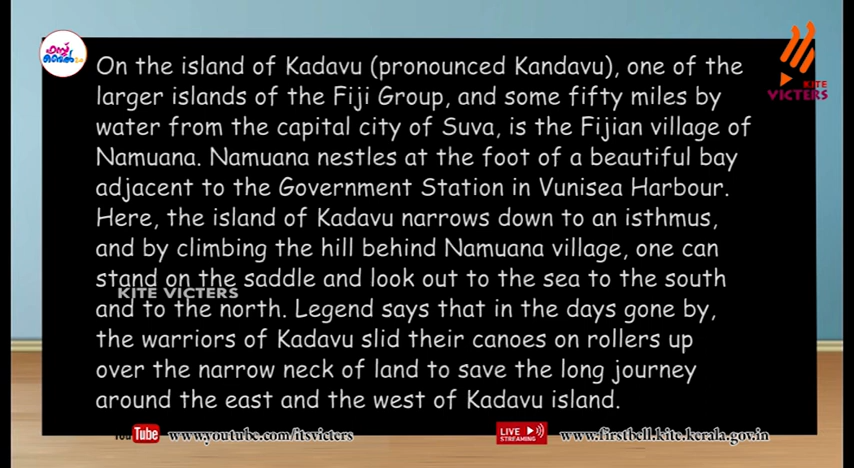 ഫസ്റ്റ്
ബെൽ 2.0
KITE
VICTERS
On the island of Kadavu (pronounced Kandavu), one of the
larger islands of the Fiji Group, and some fifty miles by
water from the capital city of Suva, is the Fijian village of
Namuana. Namuana nestles at the foot of a beautiful bay
adjacent to the Government Station in Vunisea Harbour.
Here, the island of Kadavu narrows down to an isthmus,
and by climbing the hill behind Namuana village, one can
stand on the saddle and look out to the sea to the south
KITE VICTERS
and to the north. Legend says that in the days gone by,
the warriors of Kadavu slid their canoes on rollers up
over the narrow neck of land to save the long journey
around the east and the west of Kadavu island.
You Tube www.youtube.com/itsvicters
LIVE STREAMING www.firstbell.kite.kerala.gov.in